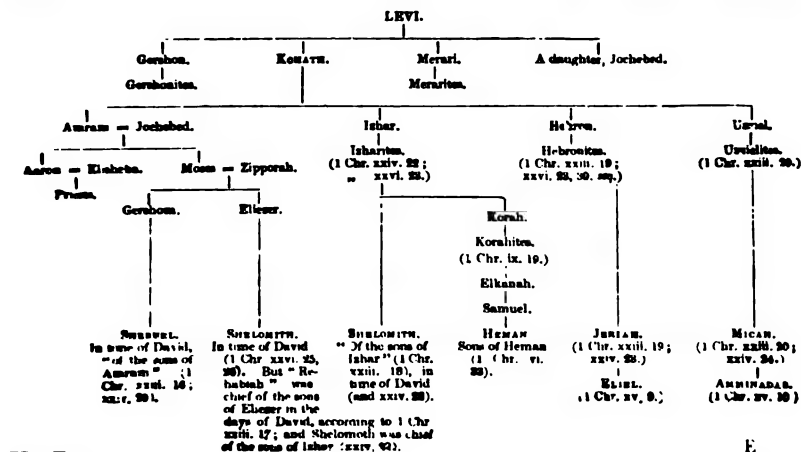 LEVI.
Gershon. KOHATH. Merari. A daughter, Jochebed.
Gershonites. Merarites.
Amram = Jochebed. Izhar. Hebron. Uzziel.
Izharites. Hebronites. Uzzielites.
Aaron = Elisheba. Moses = Zipporah. (1 Chr. xxiv. 22; (1 Chr. xxiii. 19; (1 Chr. xxiii. 20.)
Priests. „ xxvi. 23.) xxvi. 23, 30. seq.)
Gershom. Eliezer.
Korah.
Korahites.
(1 Chr. ix. 19.)
Elkanah.
Samuel.
SHEBUEL. SHELOMITH. SHELOMITH. HEMAN JERIAH. MICAH.
In time of David, In time of David " Of the sons of Sons of Heman (1 Chr. xxiii. 19; (1 Chr. xxiii. 20;
"of the sons of (1 Chr xxvi. 25, Izhar " (1 Chr. (1 Chr. vi. xxiv. 23.) xxiv. 24.)
Amram " (1 26). But " Re- xxiii. 18), in 33). ELIEL. AMMINADAB.
Chr. xxiii. 16; habiah " was time of David (1 Chr. xv, 9.) (1 Chr. xv. 10)
xxiv, 20). chief of the sons (and xxiv. 22).
of Eliezer in the
days of David, according to 1 Chr
xxiii. 17; and Shelomoth was chief
of the sons of Izhar (xxiv, 22).
E